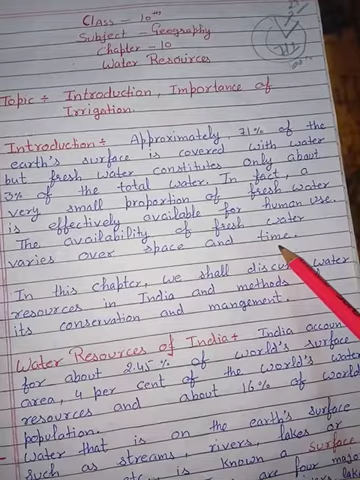 Class - 10th
Subject - Geography
Chapter - 10
Water Resources
Topic ÷ Introduction, Importance of
Irrigation.
Introduction ÷ Approximately, 71% of the
earth's surface is covered with water
but fresh water constitutes only about
3% of the total water. In fact, a
very small proportion of fresh water
is effectively available for human use.
The availability of fresh water
varies over space and time.
In this chapter, we shall discuss water
resources in India and methods of
its conservation and mangement.
Water Resources of India ÷ India accoun
for about 2.45% of world's surface
area, 4 per cent of the world's water
resources and about 16% of world
population.
Water that is on the earth's surface
such as streams, rivers, lakes or
etc, is known a surface
are four major